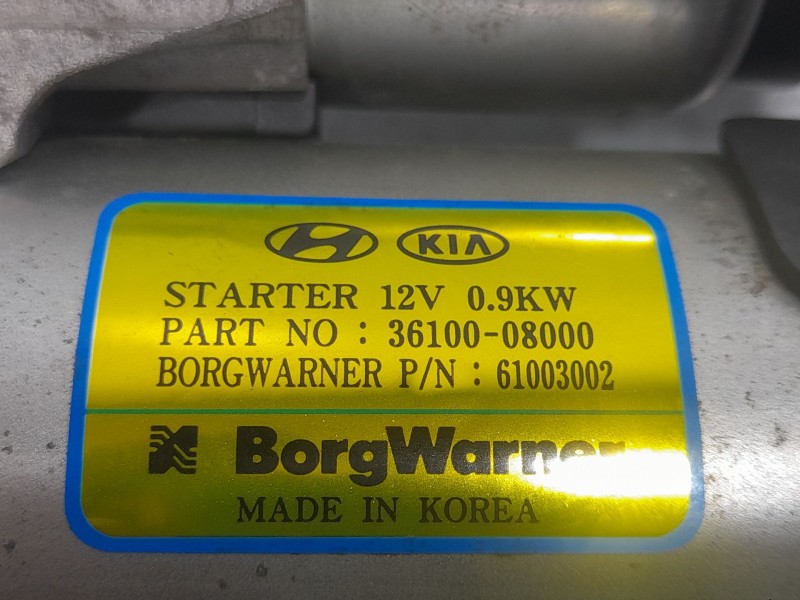 KIA
STARTER 12V 0.9KW
PART NO : 36100-08000
BORGWARNER P/N : 61003002
BorgWarner
MADE IN KOREA